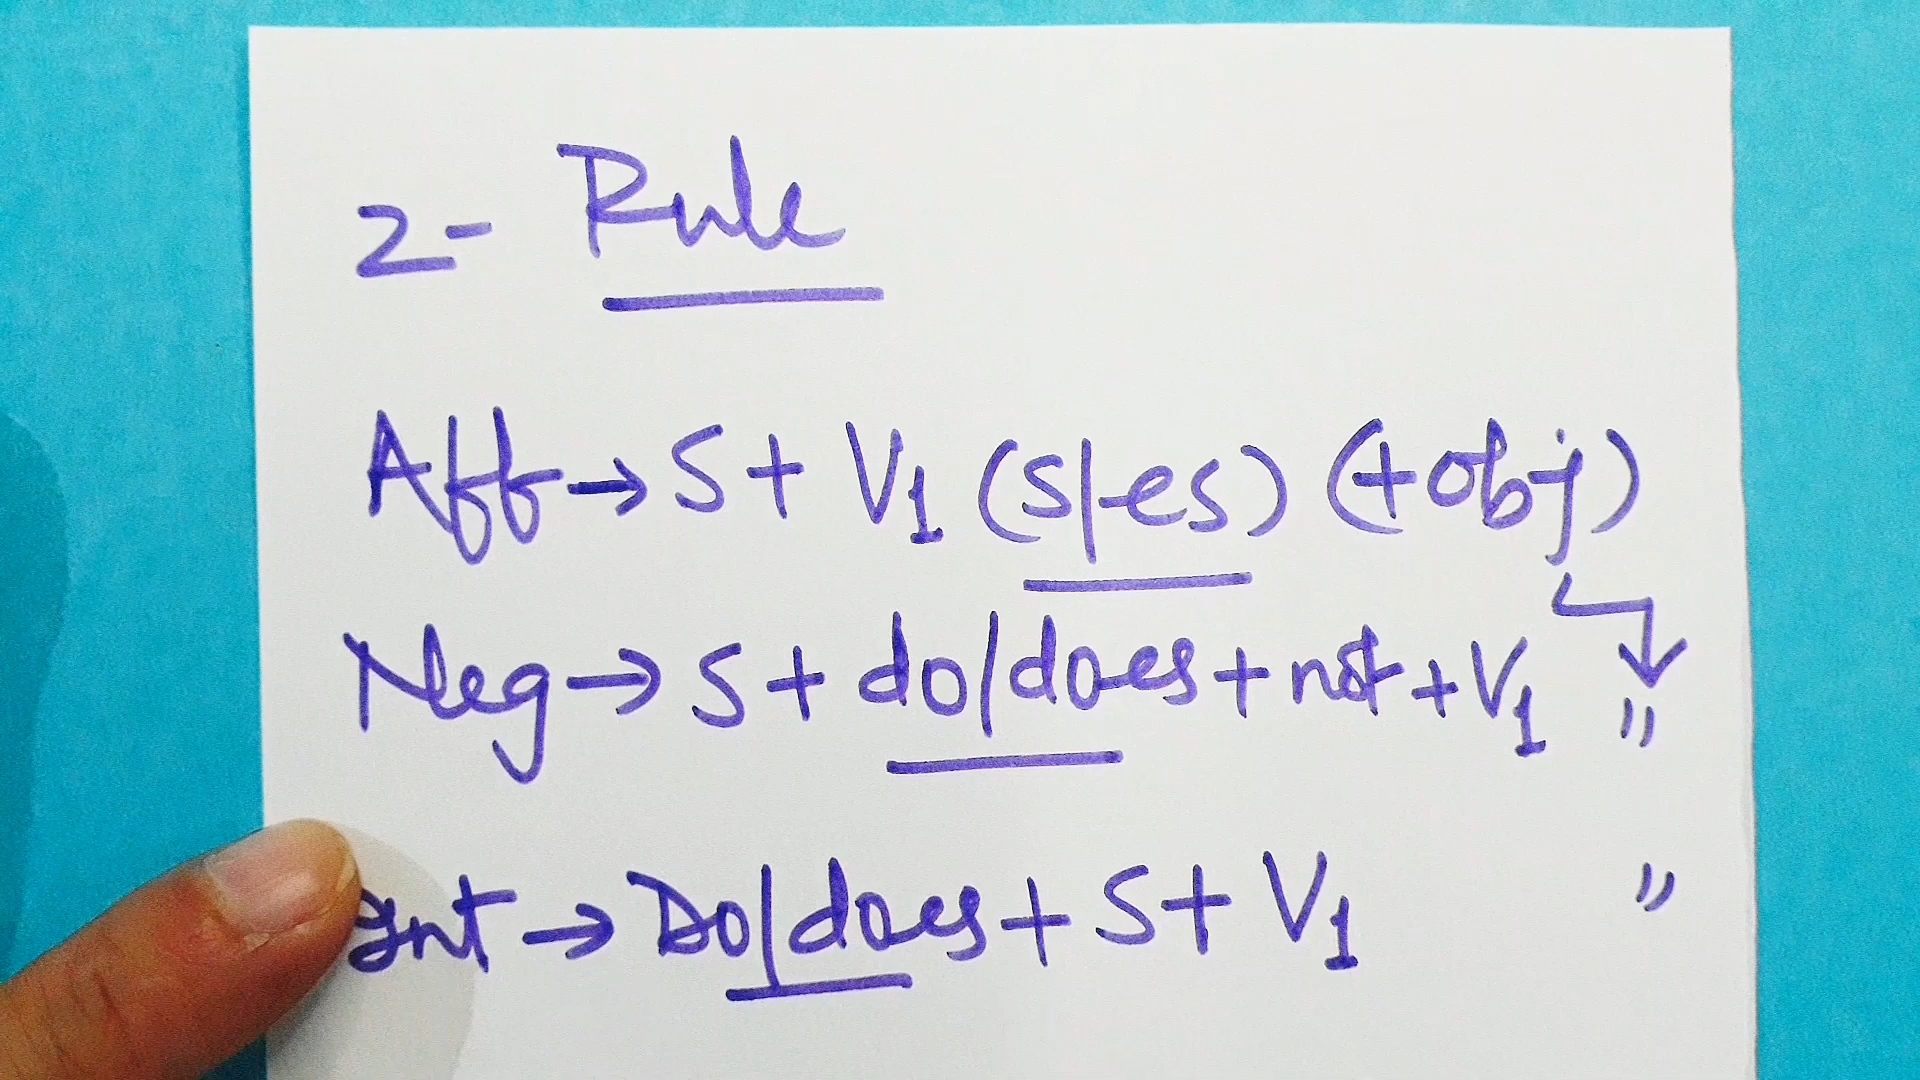 2- Rule
Aff → S + V1 (s/-es) (+obj)
Neg → S + do/does + not + V1 "
Int → Do/does + S + V1 "